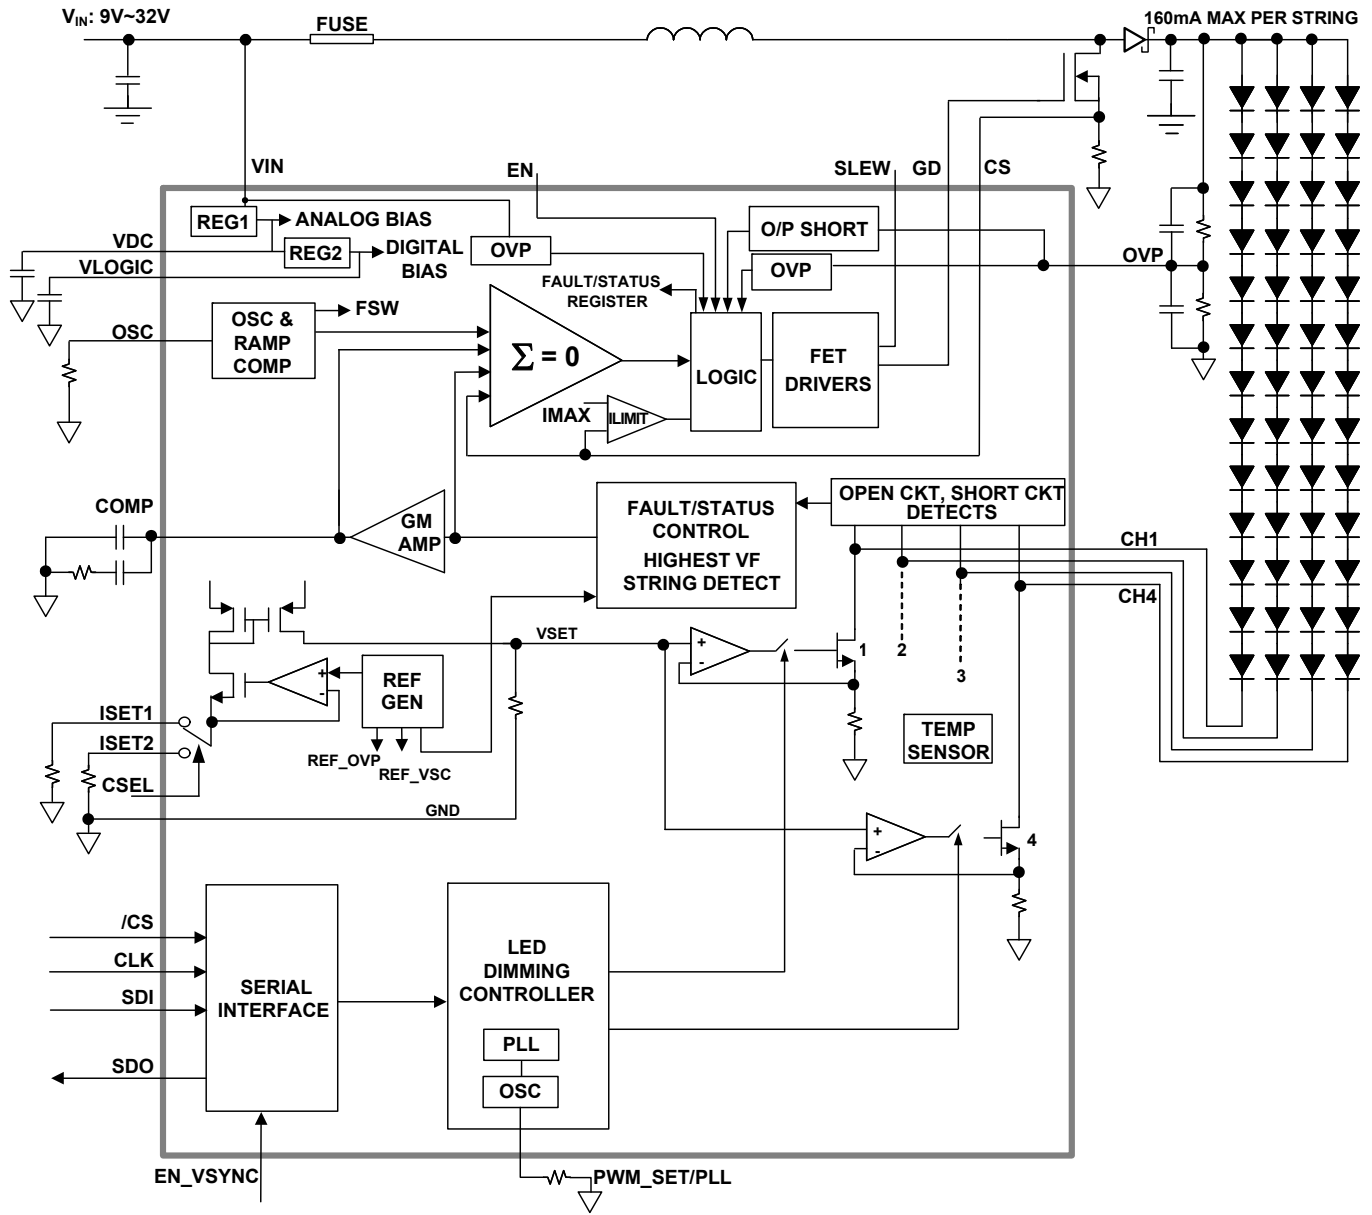 VIN: 9V~32V
FUSE
160mA MAX PER STRING
VIN
EN
SLEW
GD
CS
REG1
ANALOG BIAS
O/P SHORT
VDC
REG2
DIGITAL
BIAS
OVP
OVP
OVP
VLOGIC
FAULT/STATUS
REGISTER
OSC
OSC &
RAMP
COMP
FSW
Σ = 0
LOGIC
FET
DRIVERS
IMAX
ILIMIT
COMP
GM
AMP
FAULT/STATUS
CONTROL
HIGHEST VF
STRING DETECT
OPEN CKT, SHORT CKT
DETECTS
CH1
CH4
VSET
+
-
1
2
3
REF
GEN
+
-
ISET1
ISET2
CSEL
REF_OVP
REF_VSC
TEMP
SENSOR
GND
+
-
4
/CS
CLK
SDI
SDO
SERIAL
INTERFACE
LED
DIMMING
CONTROLLER
PLL
OSC
EN_VSYNC
PWM_SET/PLL